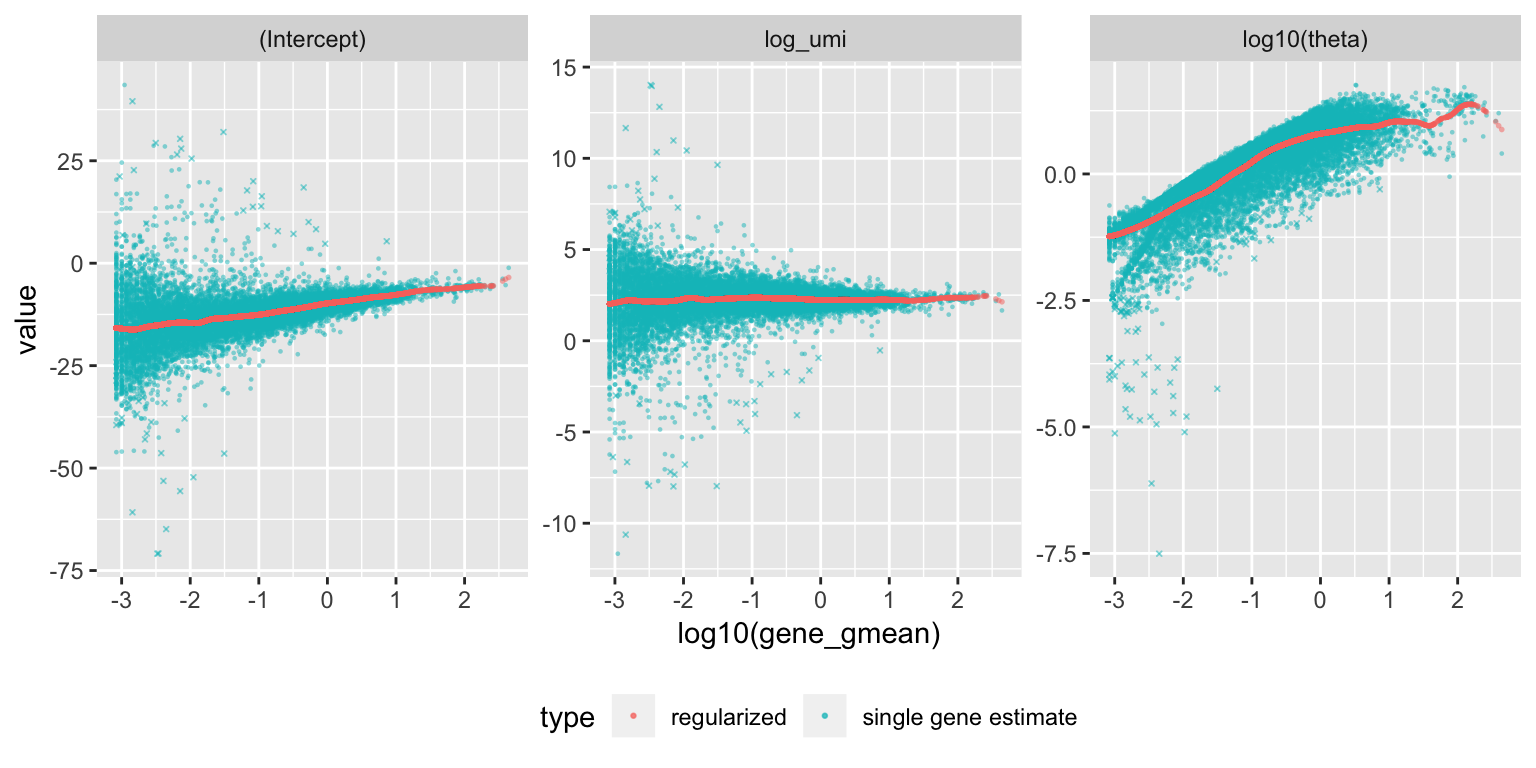 (Intercept)
log_umi
log10(theta)
value
25
0
-25
-50
-75
-3 -2 -1 0 1 2
15
10
5
0
-5
-10
-3 -2 -1 0 1 2
0.0
-2.5
-5.0
-7.5
-3 -2 -1 0 1 2
log10(gene_gmean)
type regularized single gene estimate